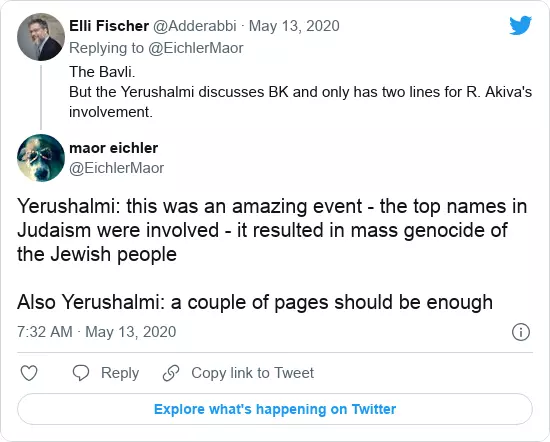 Elli Fischer @Adderabbi · May 13, 2020
Replying to @EichlerMaor
The Bavli.
But the Yerushalmi discusses BK and only has two lines for R. Akiva's
involvement.
maor eichler
@EichlerMaor
Yerushalmi: this was an amazing event - the top names in
Judaism were involved - it resulted in mass genocide of
the Jewish people
Also Yerushalmi: a couple of pages should be enough
7:32 AM · May 13, 2020
Reply Copy link to Tweet
Explore what's happening on Twitter